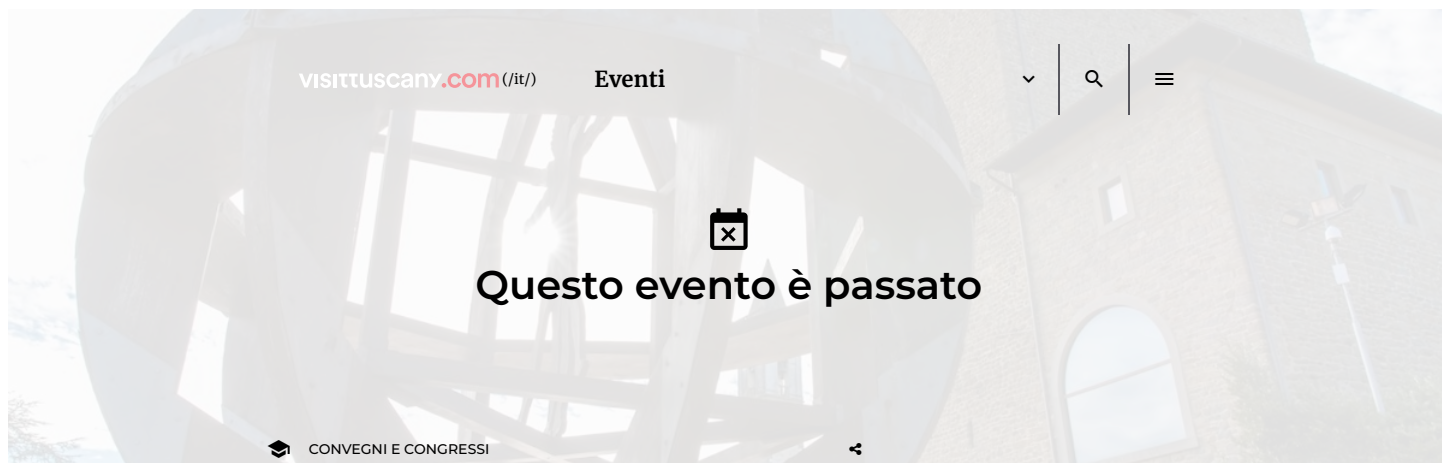 visittuscany.com (/it/) Eventi
Questo evento è passato
CONVEGNI E CONGRESSI